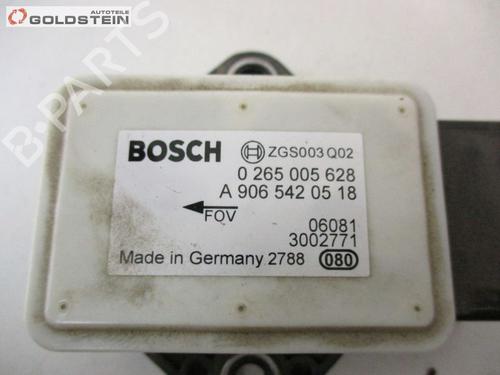 AUTOTEILE
GOLDSTEIN
B-PARTS
BOSCH
ZGS003 Q02
0 265 005 628
A 906 542 05 18
FOV
06081
3002771
Made in Germany 2788
080